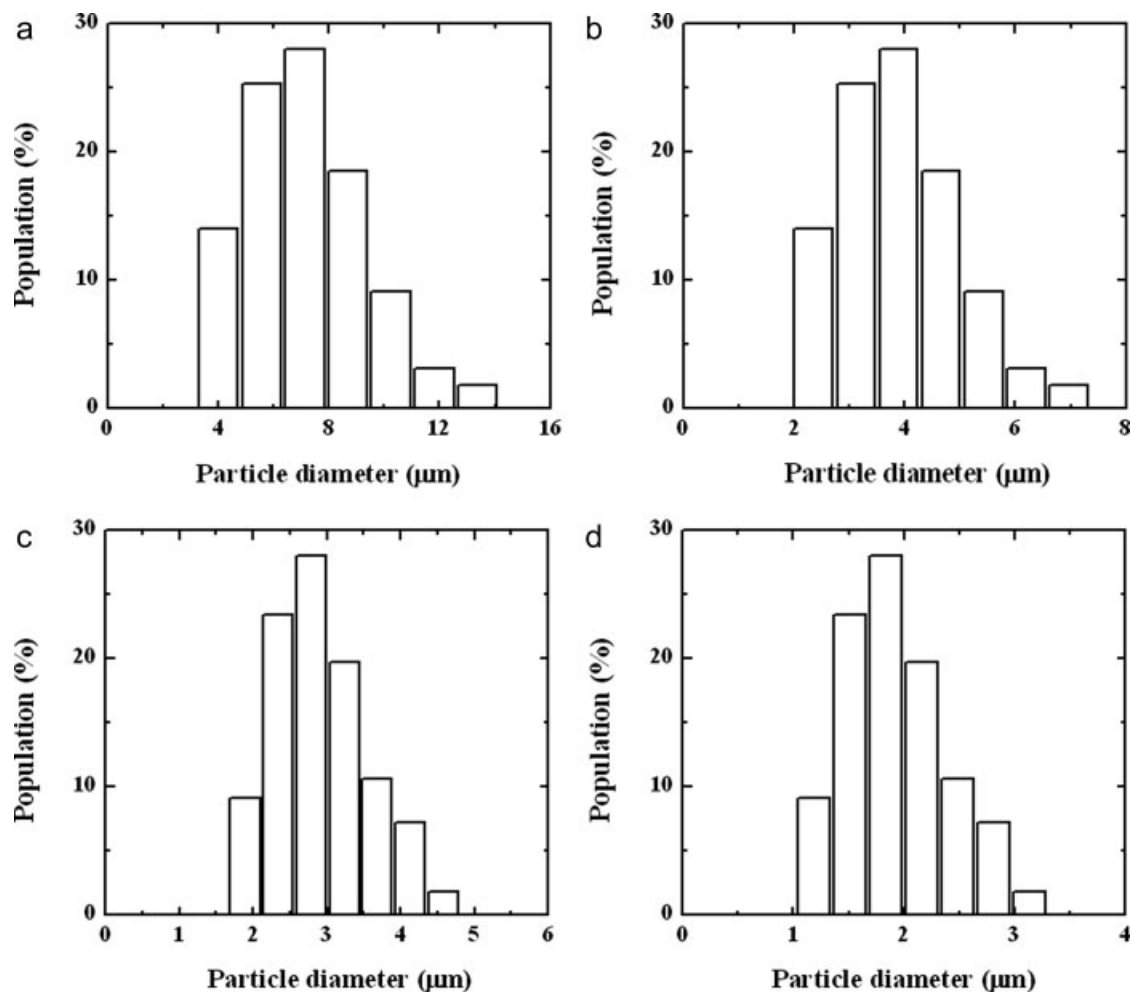 a
30
20
10
0
Population (%)
0 4 8 12 16
Particle diameter (μm)
b
30
20
10
0
Population (%)
0 2 4 6 8
Particle diameter (μm)
c
30
20
10
0
Population (%)
0 1 2 3 4 5 6
Particle diameter (μm)
d
30
20
10
0
Population (%)
0 1 2 3 4
Particle diameter (μm)